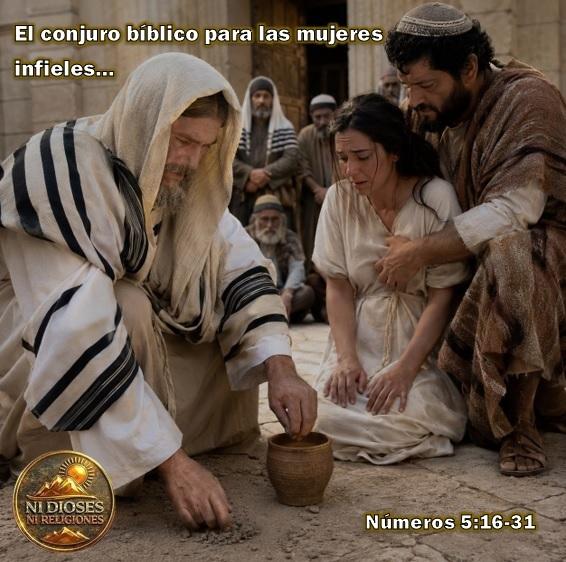 El conjuro bíblico para las mujeres
infieles...
NI DIOSES
NI RELIGIONES
Números 5:16-31